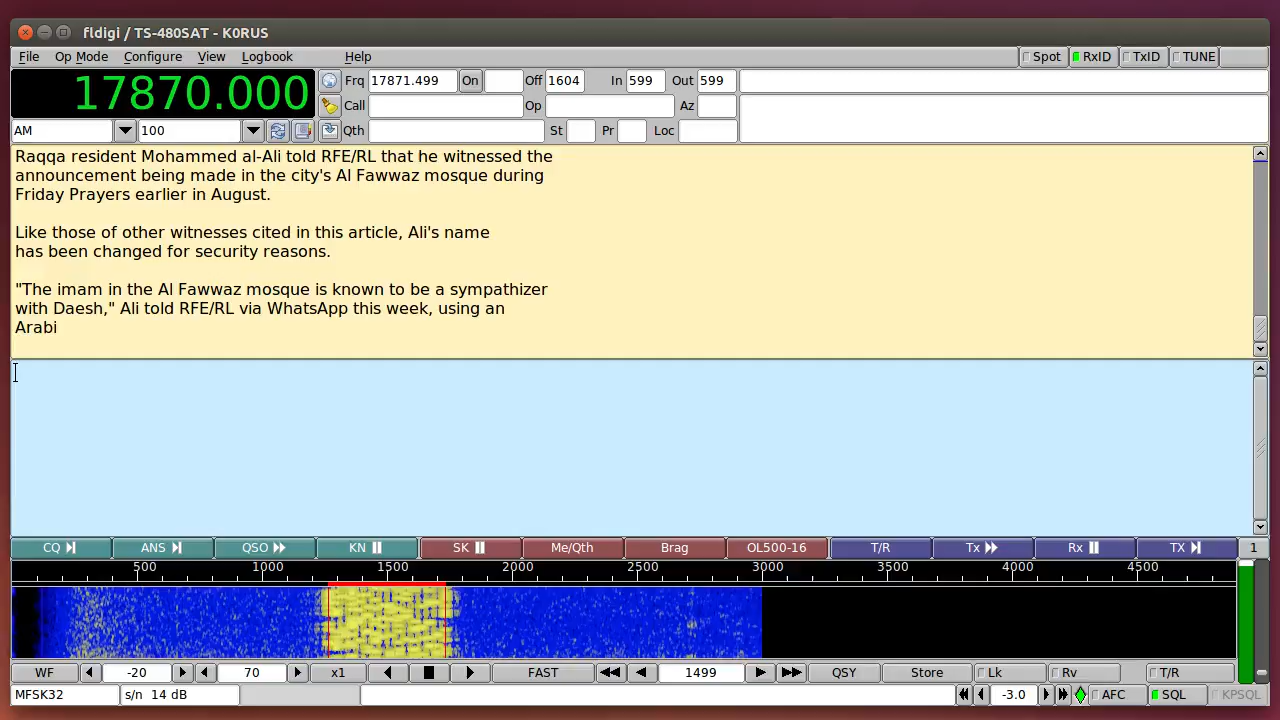 fldigi / TS-480SAT - K0RUS
File Op Mode Configure View Logbook Help Spot RxID TxID TUNE
17870.000 Frq 17871.499 On Off 1604 In 599 Out 599
Call Op Az
AM 100 Qth St Pr Loc
Raqqa resident Mohammed al-Ali told RFE/RL that he witnessed the
announcement being made in the city's Al Fawwaz mosque during
Friday Prayers earlier in August.
Like those of other witnesses cited in this article, Ali's name
has been changed for security reasons.
"The imam in the Al Fawwaz mosque is known to be a sympathizer
with Daesh," Ali told RFE/RL via WhatsApp this week, using an
Arabi
CQ ANS QSO KN SK Me/Qth Brag OL500-16 T/R Tx Rx TX 1
500 1000 1500 2000 2500 3000 3500 4000 4500
WF -20 70 x1 FAST 1499 QSY Store Lk Rv T/R
MFSK32 s/n 14 dB -3.0 AFC SQL KPSQL